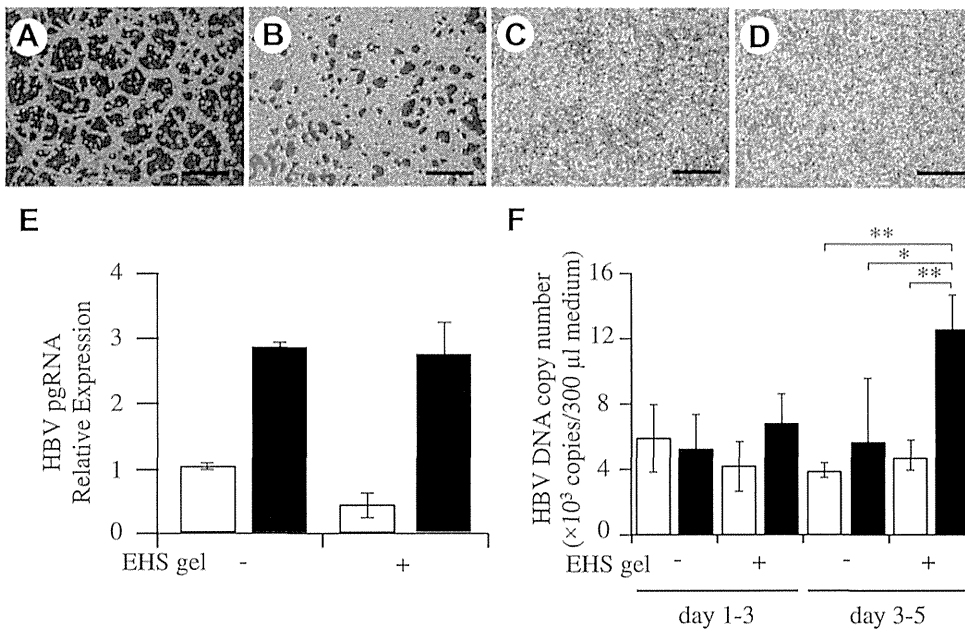 A
B
C
D
E
F
HBV pgRNA
Relative Expression
4
3
2
1
0
EHS gel
-
+
HBV DNA copy number
(×10³ copies/300 μl medium)
16
12
8
4
0
**
*
**
EHS gel
-
+
-
+
day 1-3
day 3-5